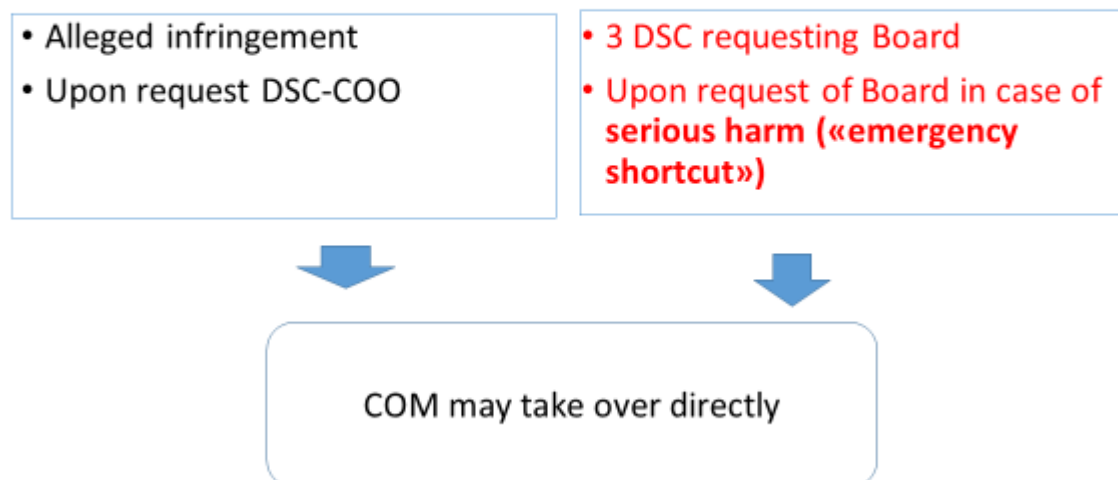 • Alleged infringement
• Upon request DSC-COO
• 3 DSC requesting Board
• Upon request of Board in case of
serious harm («emergency
shortcut»)
COM may take over directly